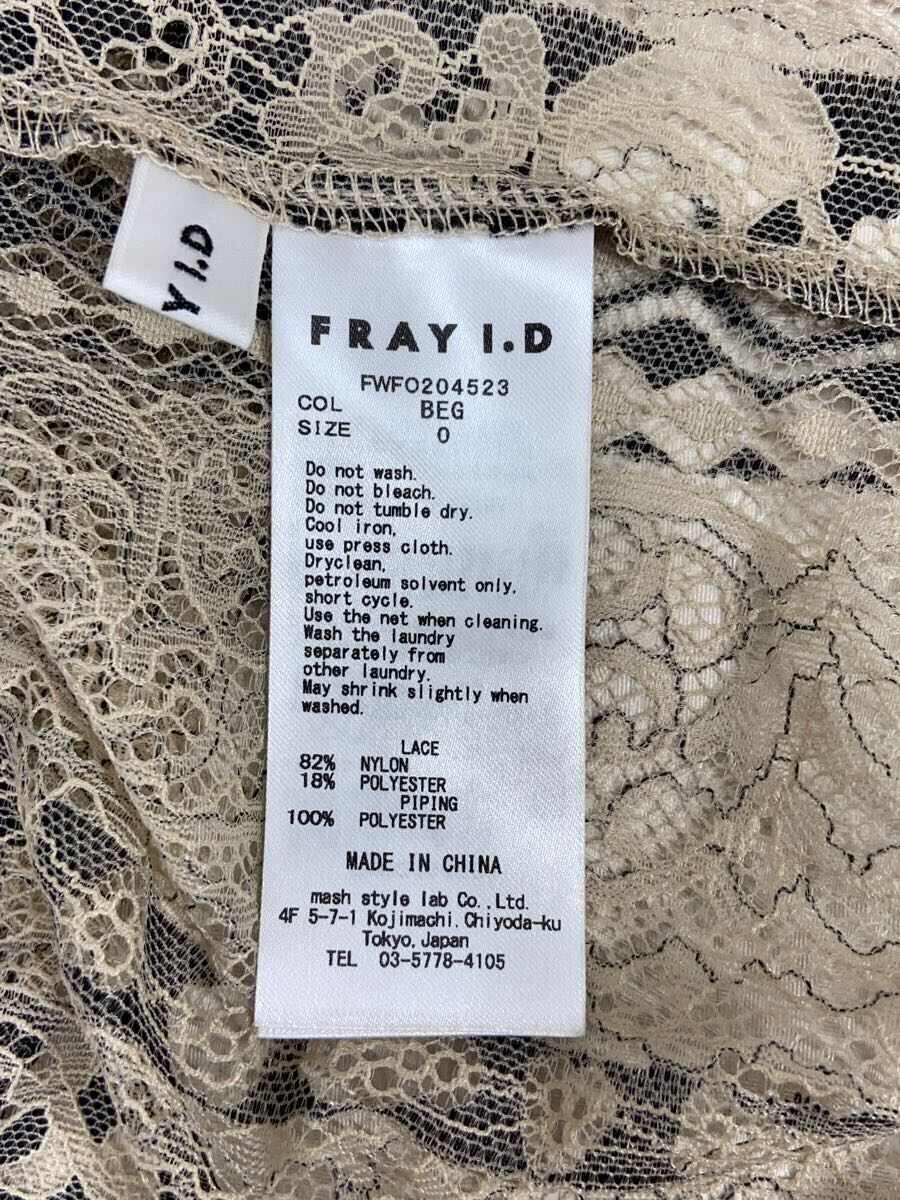 Y I.D
FRAY I.D
FWFO204523
COL BEG
SIZE 0
Do not wash.
Do not bleach.
Do not tumble dry.
Cool iron,
use press cloth.
Dryclean,
petroleum solvent only,
short cycle.
Use the net when cleaning.
Wash the laundry
separately from
other laundry.
May shrink slightly when
washed.
LACE
82% NYLON
18% POLYESTER
PIPING
100% POLYESTER
MADE IN CHINA
mash style lab Co.,Ltd.
4F 5-7-1 Kojimachi,Chiyoda-ku
Tokyo,Japan
TEL 03-5778-4105